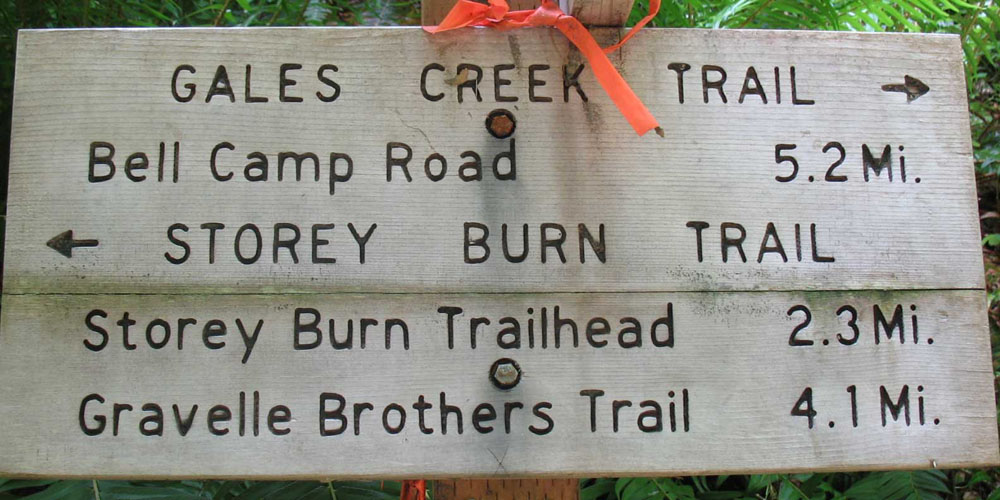 GALES CREEK TRAIL →
Bell Camp Road 5.2 Mi.
← STOREY BURN TRAIL
Storey Burn Trailhead 2.3 Mi.
Gravelle Brothers Trail 4.1 Mi.